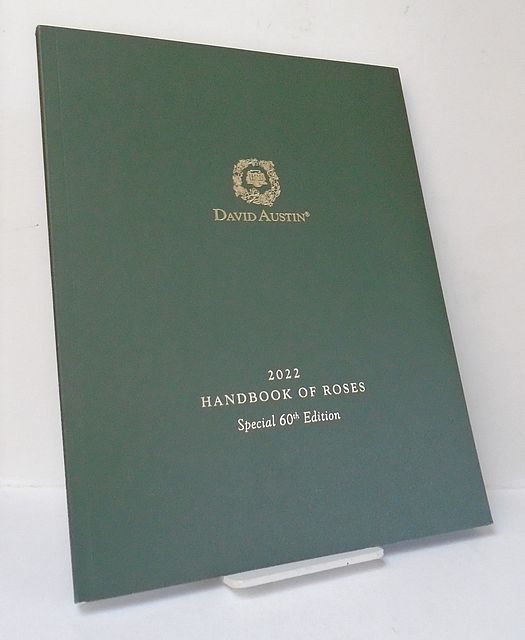 DAVID AUSTIN®
2022
HANDBOOK OF ROSES
Special 60th Edition